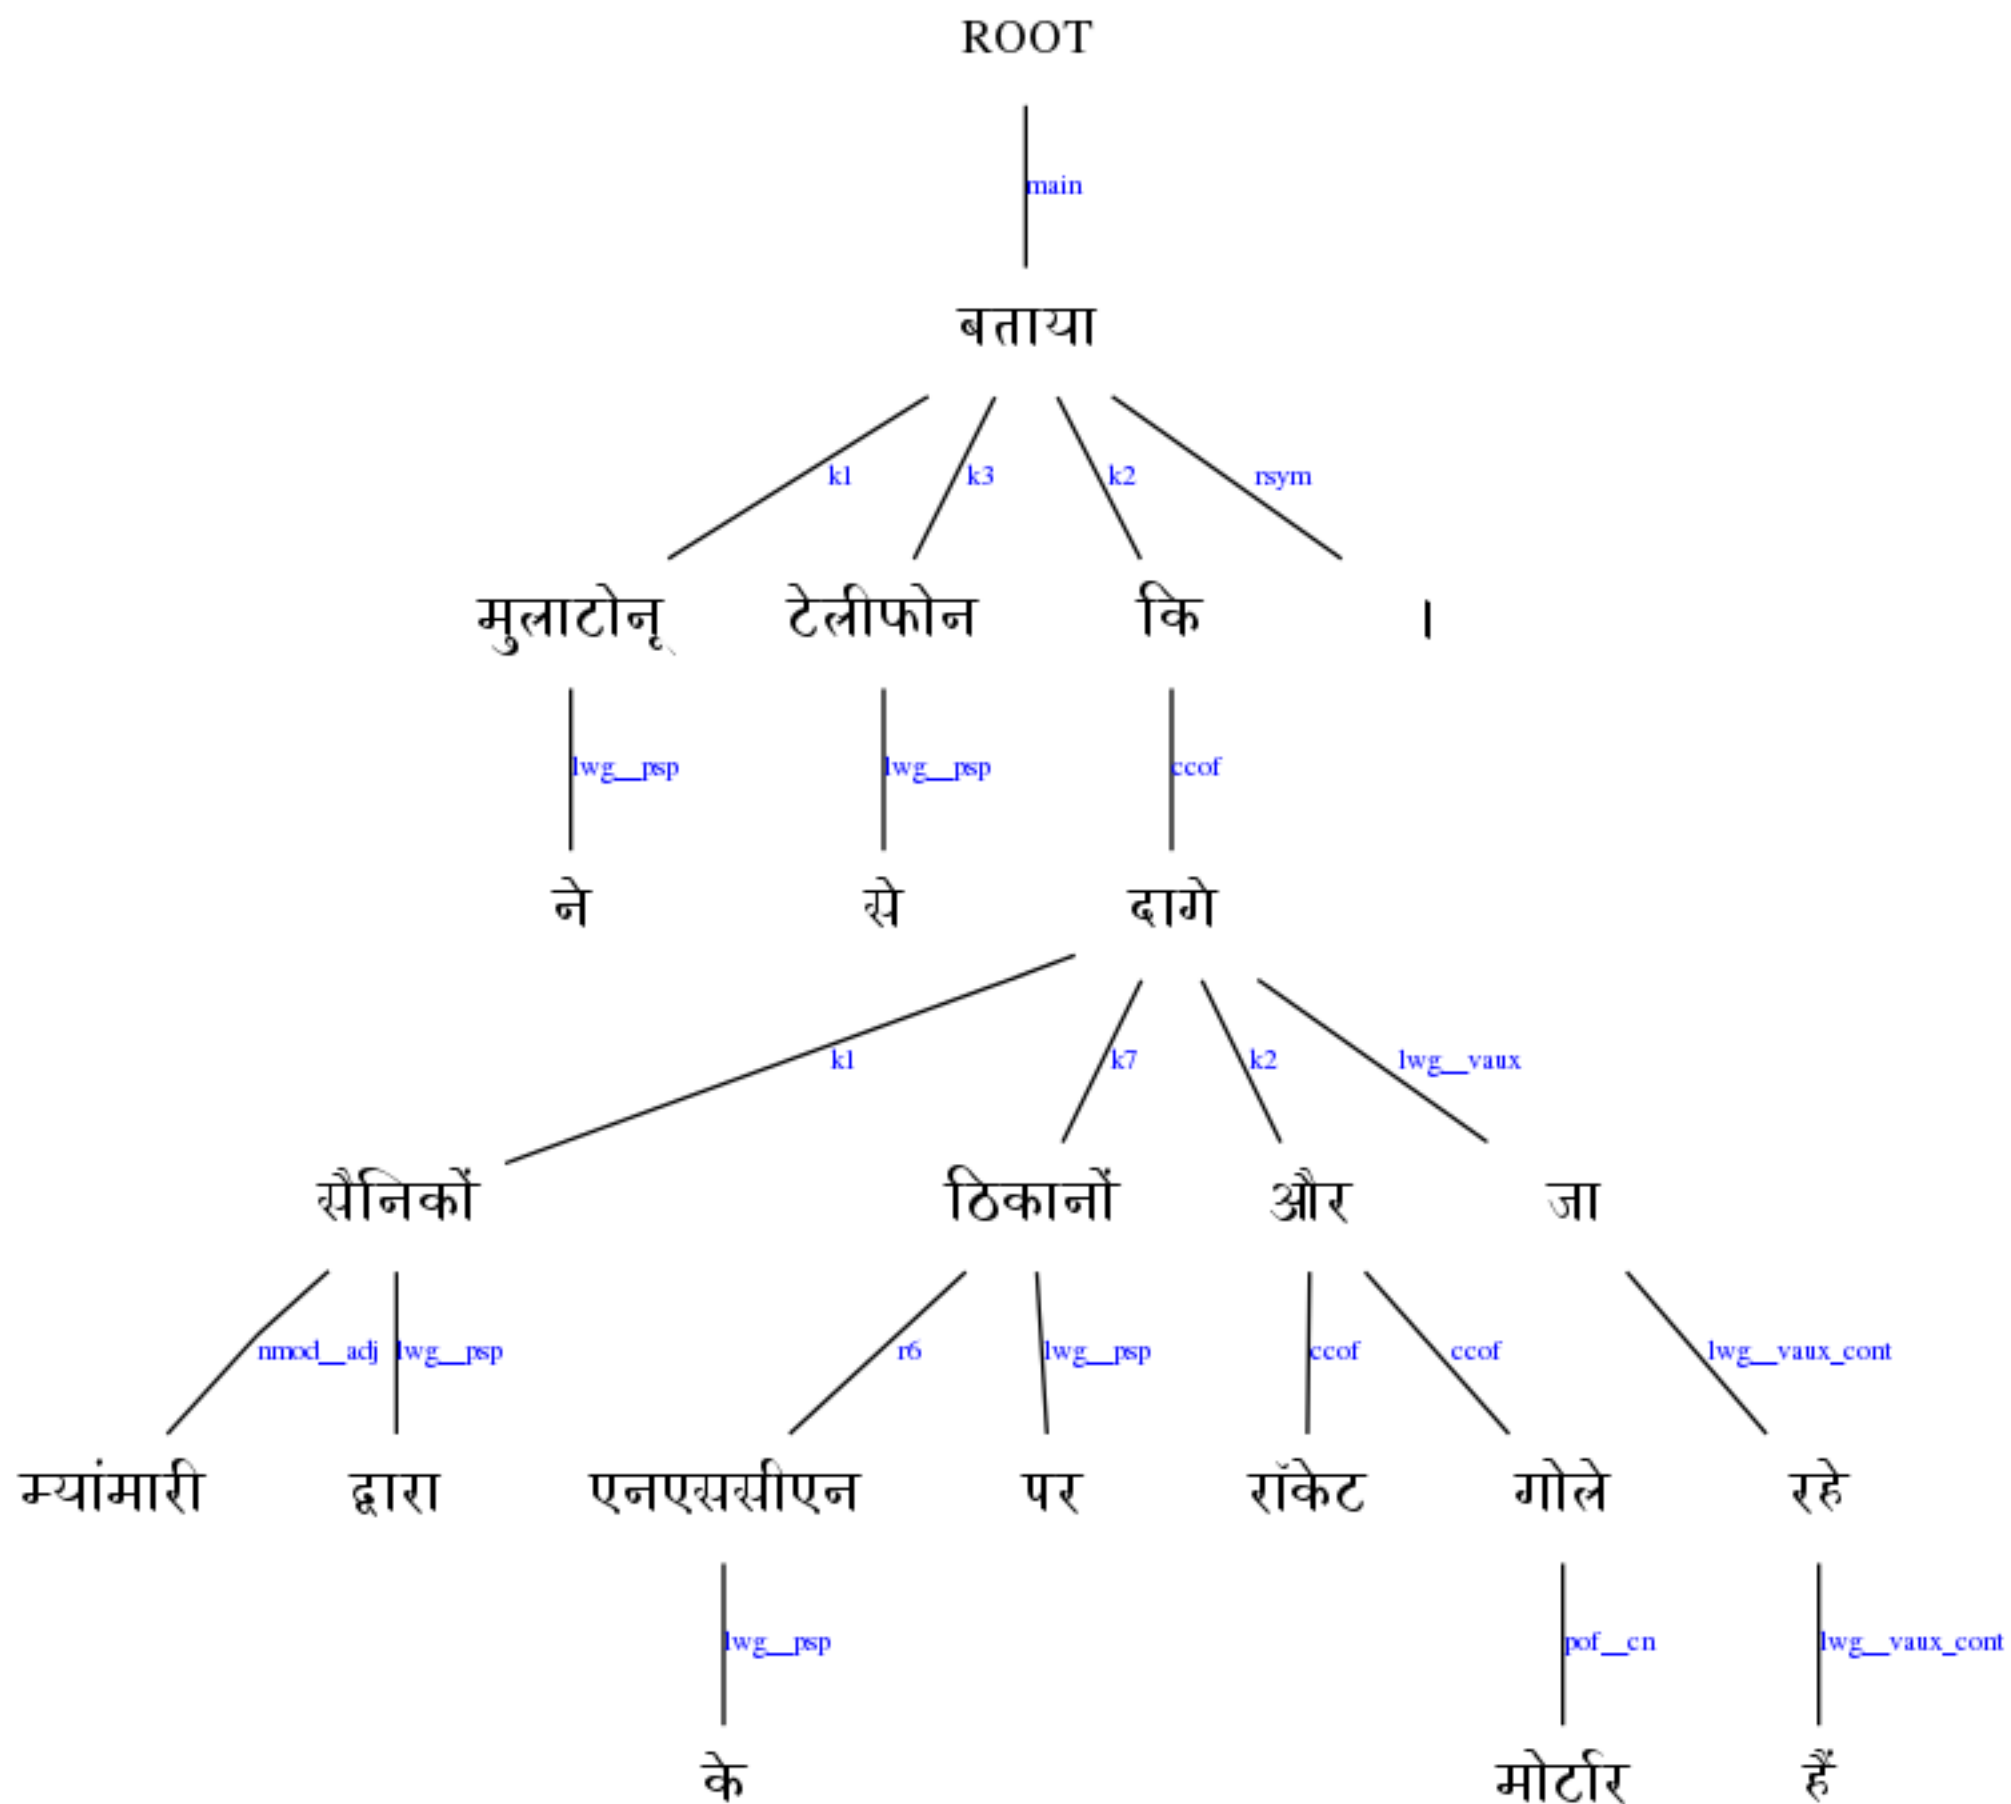 ROOT
main
बताया
k1 k3 k2 rsym
मुलाटोनू टेलीफोन कि ।
lwg__psp lwg__psp ccof
ने से दागे
k1 k7 k2 lwg__vaux
सैनिकों ठिकानों और जा
nmod__adj lwg__psp r6 lwg__psp ccof ccof lwg__vaux_cont
म्यांमारी द्वारा एनएससीएन पर रॉकेट गोले रहे
lwg__psp pof__cn lwg__vaux_cont
के मोर्टार हैं